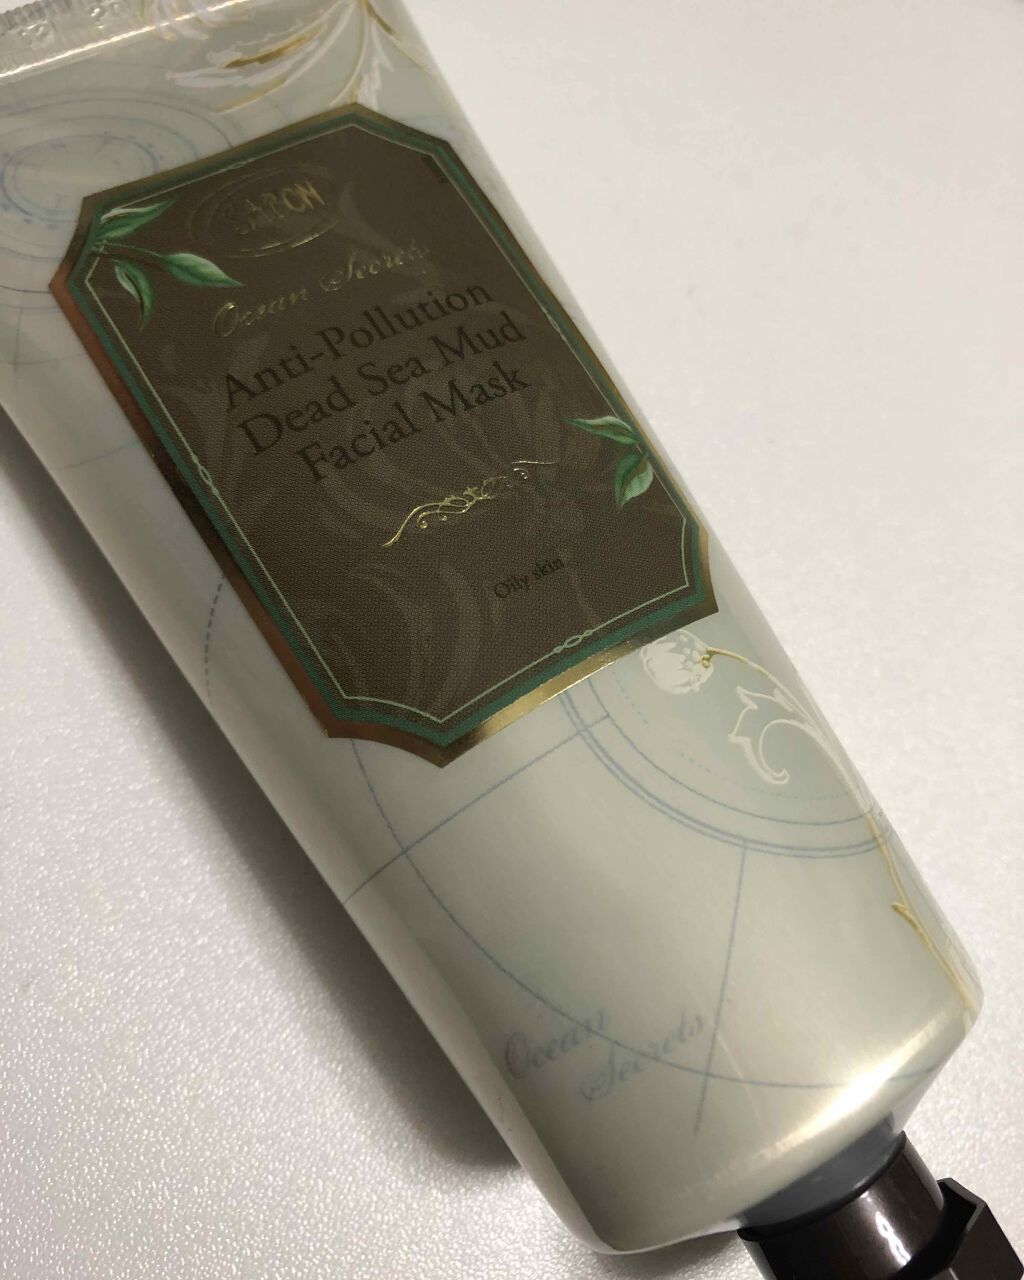 SABON
Ocean Secrets
Anti-Pollution
Dead Sea Mud
Facial Mask
Oily skin
Ocean
Secrets